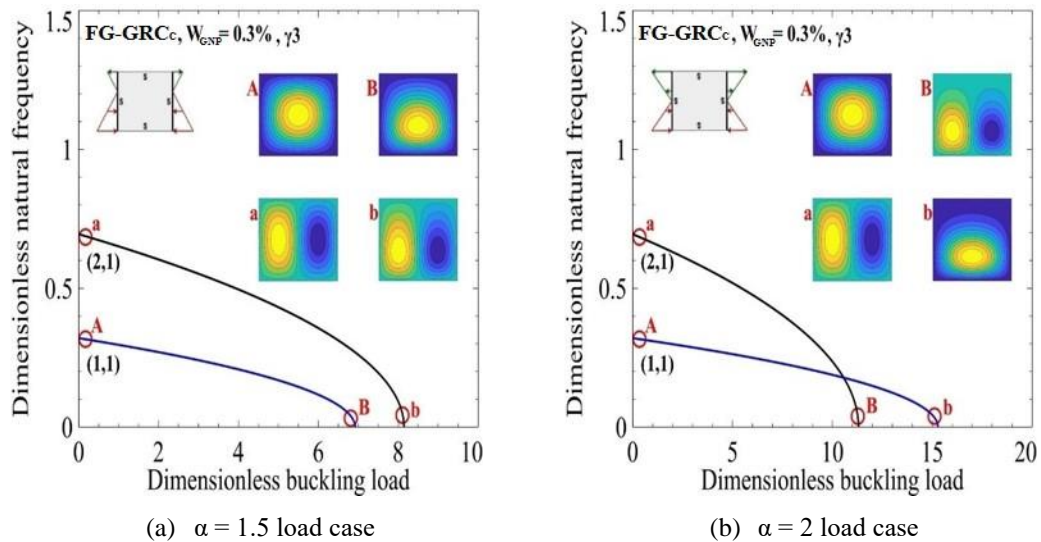 FG-GRCc, W_GNP= 0.3% , γ3
A
B
a
b
s
s
s
s
a
(2,1)
A
(1,1)
B
b
1.5
1
0.5
0
0
2
4
6
8
10
Dimensionless natural frequency
Dimensionless buckling load
(a) α = 1.5 load case
FG-GRCc, W_GNP= 0.3% , γ3
A
B
a
b
s
s
s
s
a
(2,1)
A
(1,1)
B
b
1.5
1
0.5
0
0
5
10
15
20
Dimensionless natural frequency
Dimensionless buckling load
(b) α = 2 load case